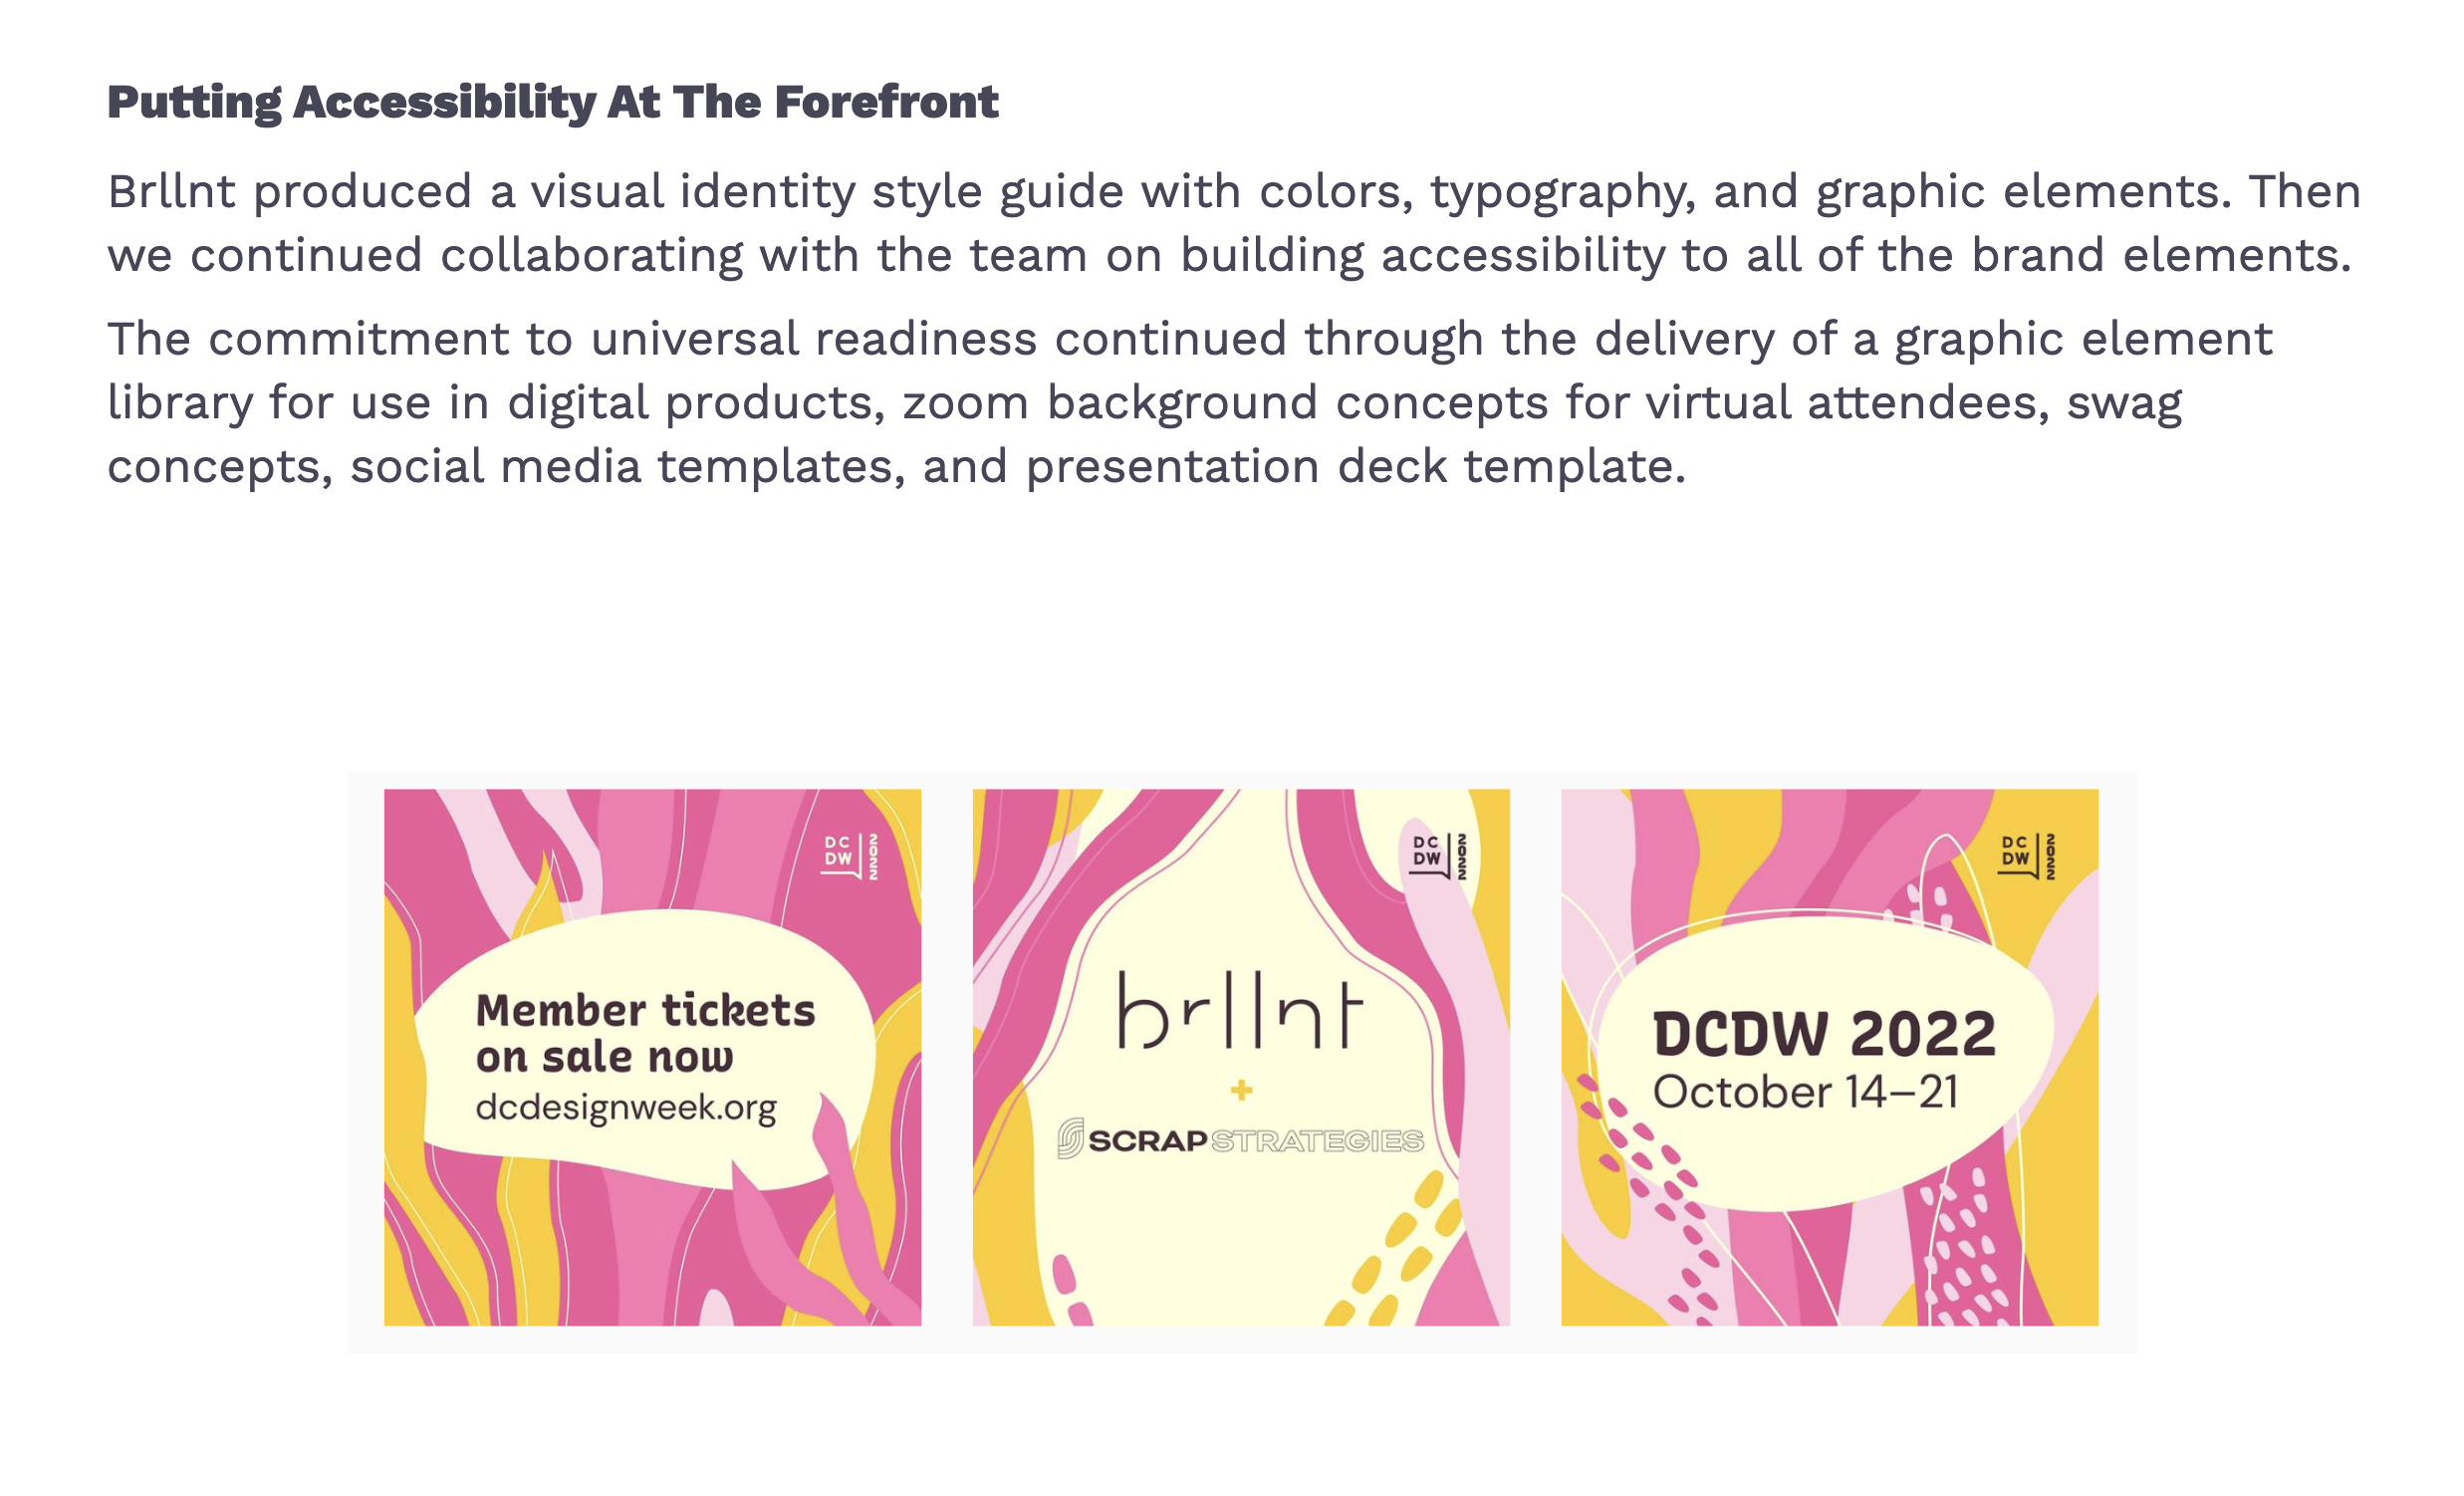 Putting Accessibility At The Forefront
Brllnt produced a visual identity style guide with colors, typography, and graphic elements. Then
we continued collaborating with the team on building accessibility to all of the brand elements.
The commitment to universal readiness continued through the delivery of a graphic element
library for use in digital products, zoom background concepts for virtual attendees, swag
concepts, social media templates, and presentation deck template.
DC
DW
2022
Member tickets
on sale now
dcdesignweek.org
DC
DW
2022
brllnt
+
SCRAP STRATEGIES
DC
DW
2022
DCDW 2022
October 14–21